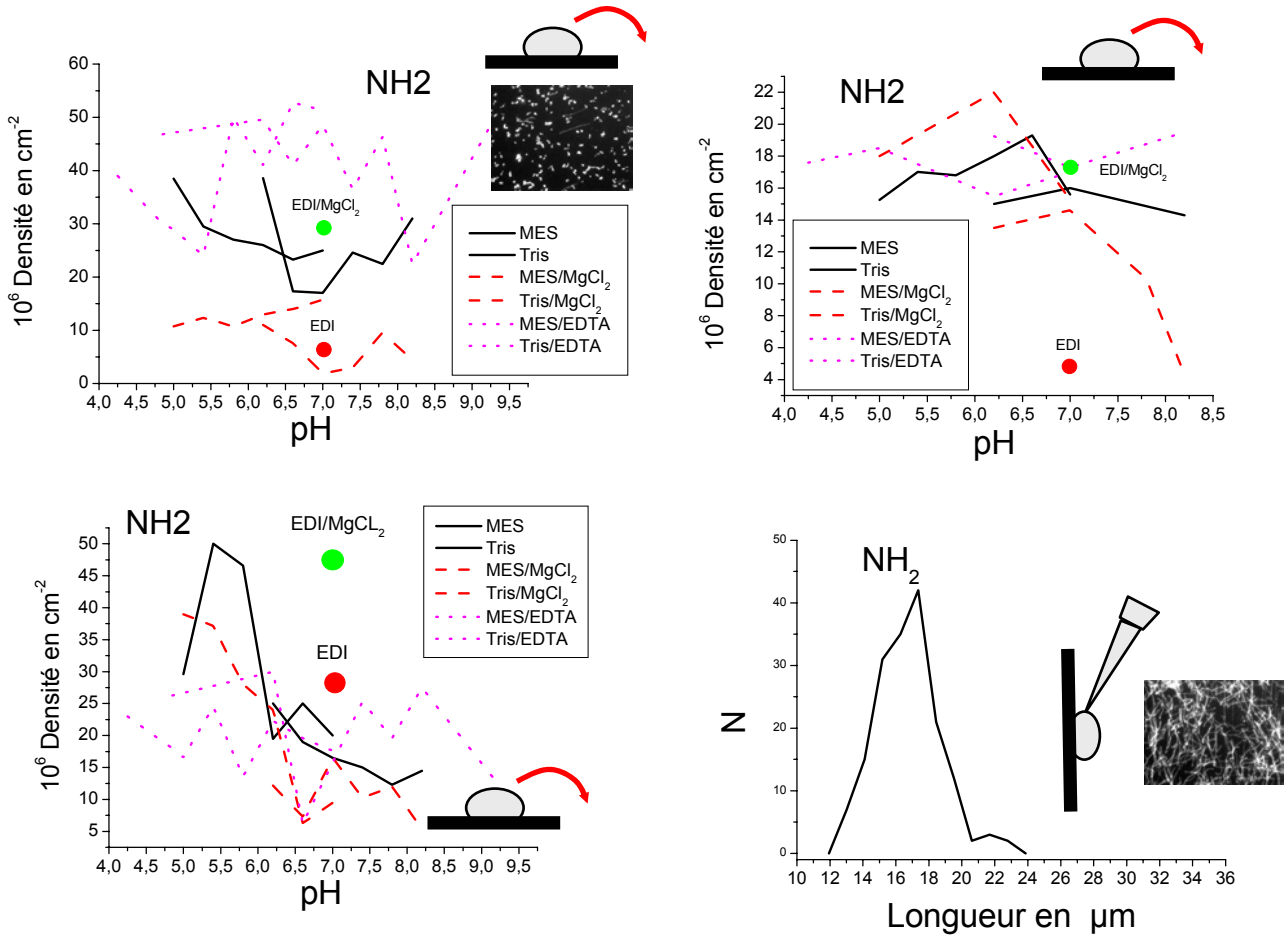 NH2
10⁶ Densité en cm⁻²
60
50
40
30
20
10
0
EDI/MgCl₂
EDI
MES
Tris
MES/MgCl₂
Tris/MgCl₂
MES/EDTA
Tris/EDTA
4,0 4,5 5,0 5,5 6,0 6,5 7,0 7,5 8,0 8,5 9,0 9,5
pH
NH2
10⁶ Densité en cm⁻²
22
20
18
16
14
12
10
8
6
4
EDI/MgCl₂
EDI
MES
Tris
MES/MgCl₂
Tris/MgCl₂
MES/EDTA
Tris/EDTA
4,0 4,5 5,0 5,5 6,0 6,5 7,0 7,5 8,0 8,5
pH
NH2
10⁶ Densité en cm⁻²
50
45
40
35
30
25
20
15
10
5
EDI/MgCL₂
EDI
MES
Tris
MES/MgCl₂
Tris/MgCl₂
MES/EDTA
Tris/EDTA
4,0 4,5 5,0 5,5 6,0 6,5 7,0 7,5 8,0 8,5 9,0 9,5
pH
NH₂
N
50
40
30
20
10
0
10 12 14 16 18 20 22 24 26 28 30 32 34 36
Longueur en µm